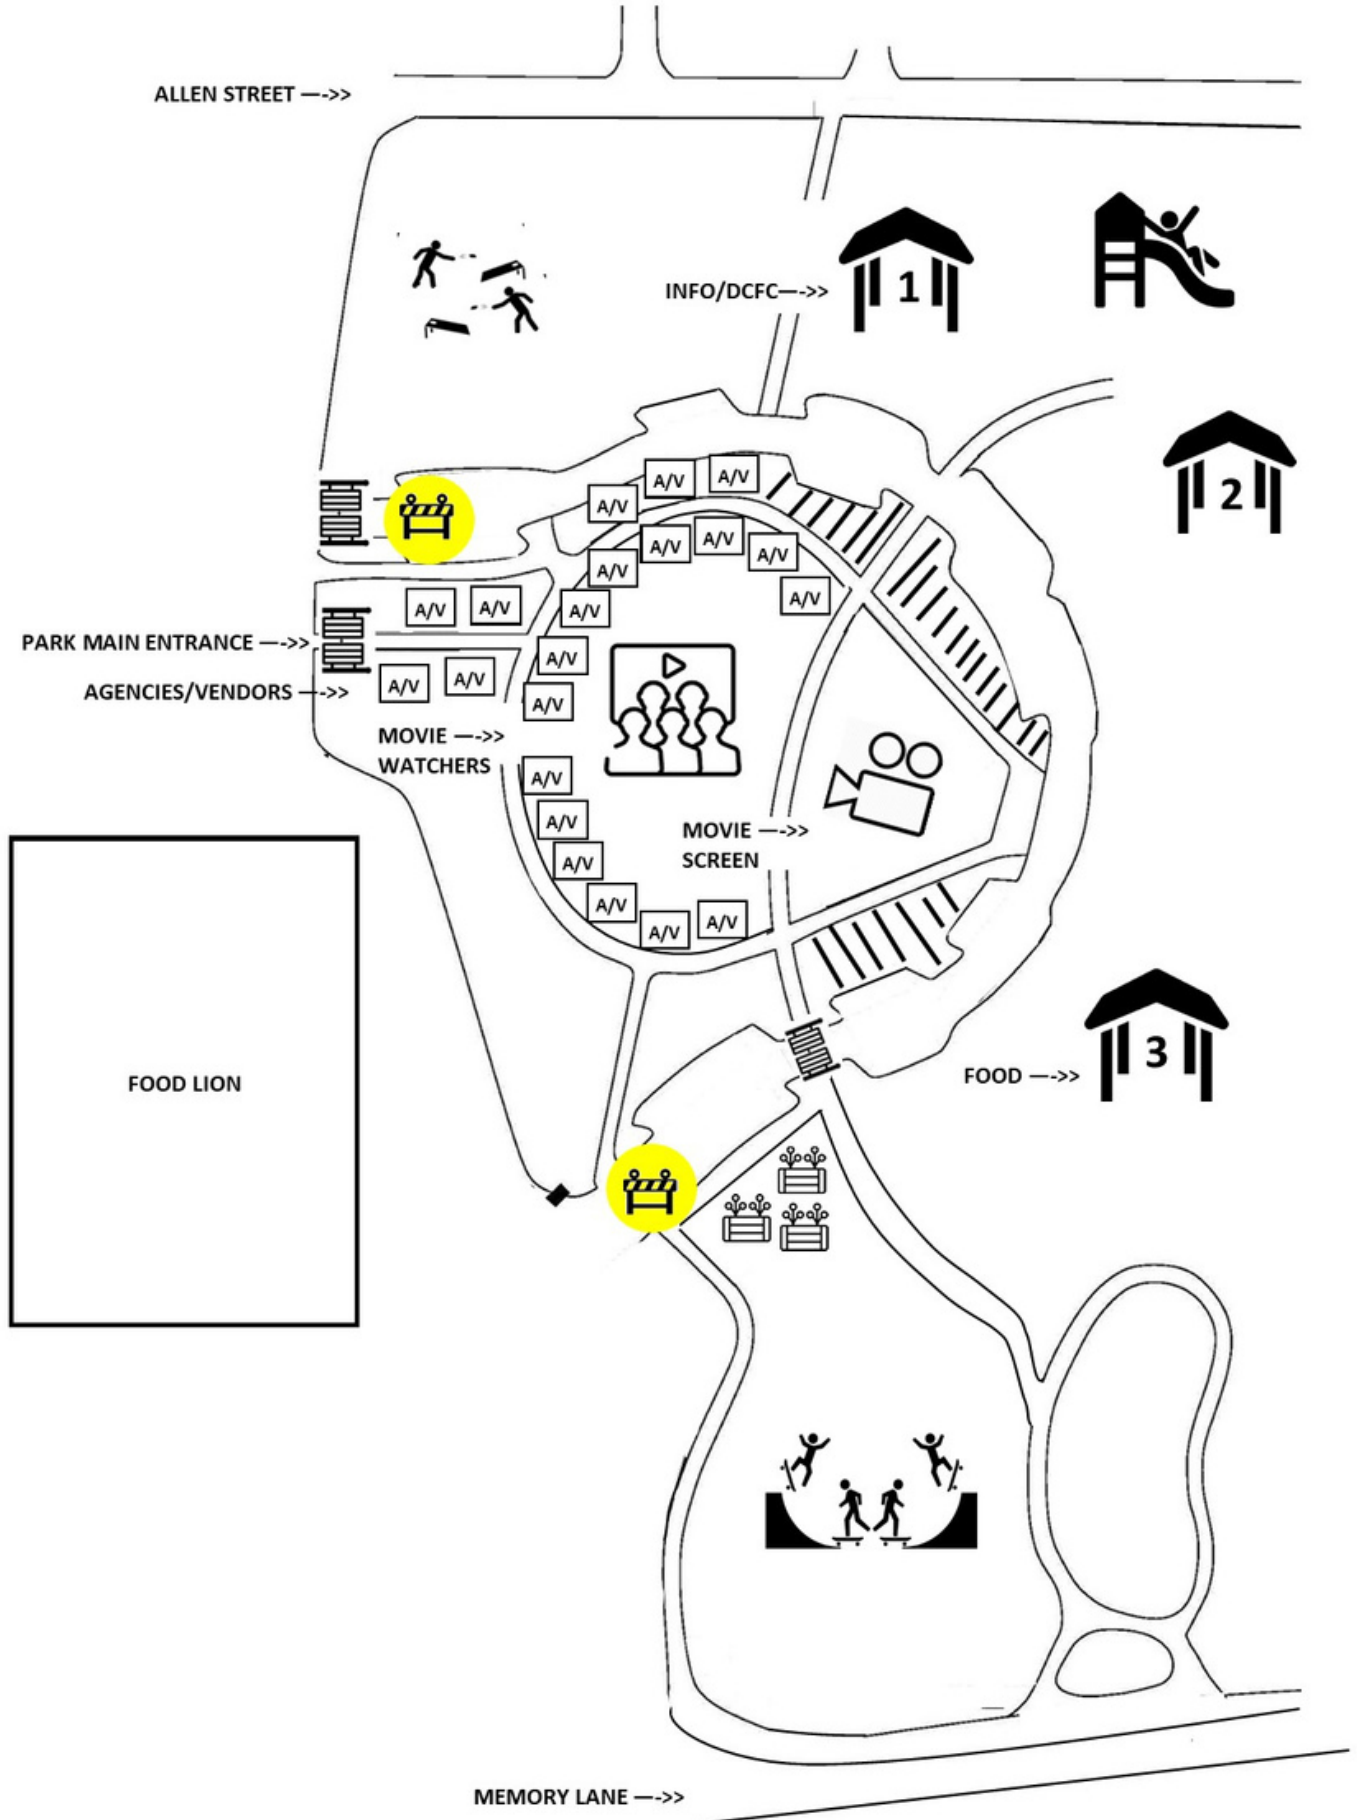 ALLEN STREET —->>
INFO/DCFC—->>
1
2
A/V
A/V
A/V
A/V
A/V
A/V
A/V
A/V
A/V
A/V
A/V
A/V
PARK MAIN ENTRANCE —->>
A/V
A/V
A/V
AGENCIES/VENDORS —->>
A/V
MOVIE —->>
WATCHERS
A/V
A/V
MOVIE —->>
SCREEN
A/V
A/V
A/V
A/V
3
FOOD —->>
FOOD LION
MEMORY LANE —->>